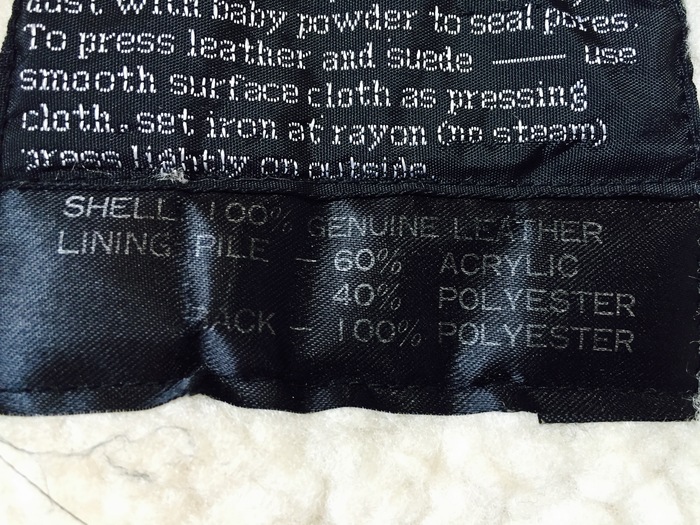 dust with baby powder to seal pores.
To press leather and suede —— use
smooth surface cloth as pressing
cloth. set iron at rayon (no steam)
press lightly on outside
SHELL 100% GENUINE LEATHER
LINING PILE – 60% ACRYLIC
40% POLYESTER
BACK – 100% POLYESTER